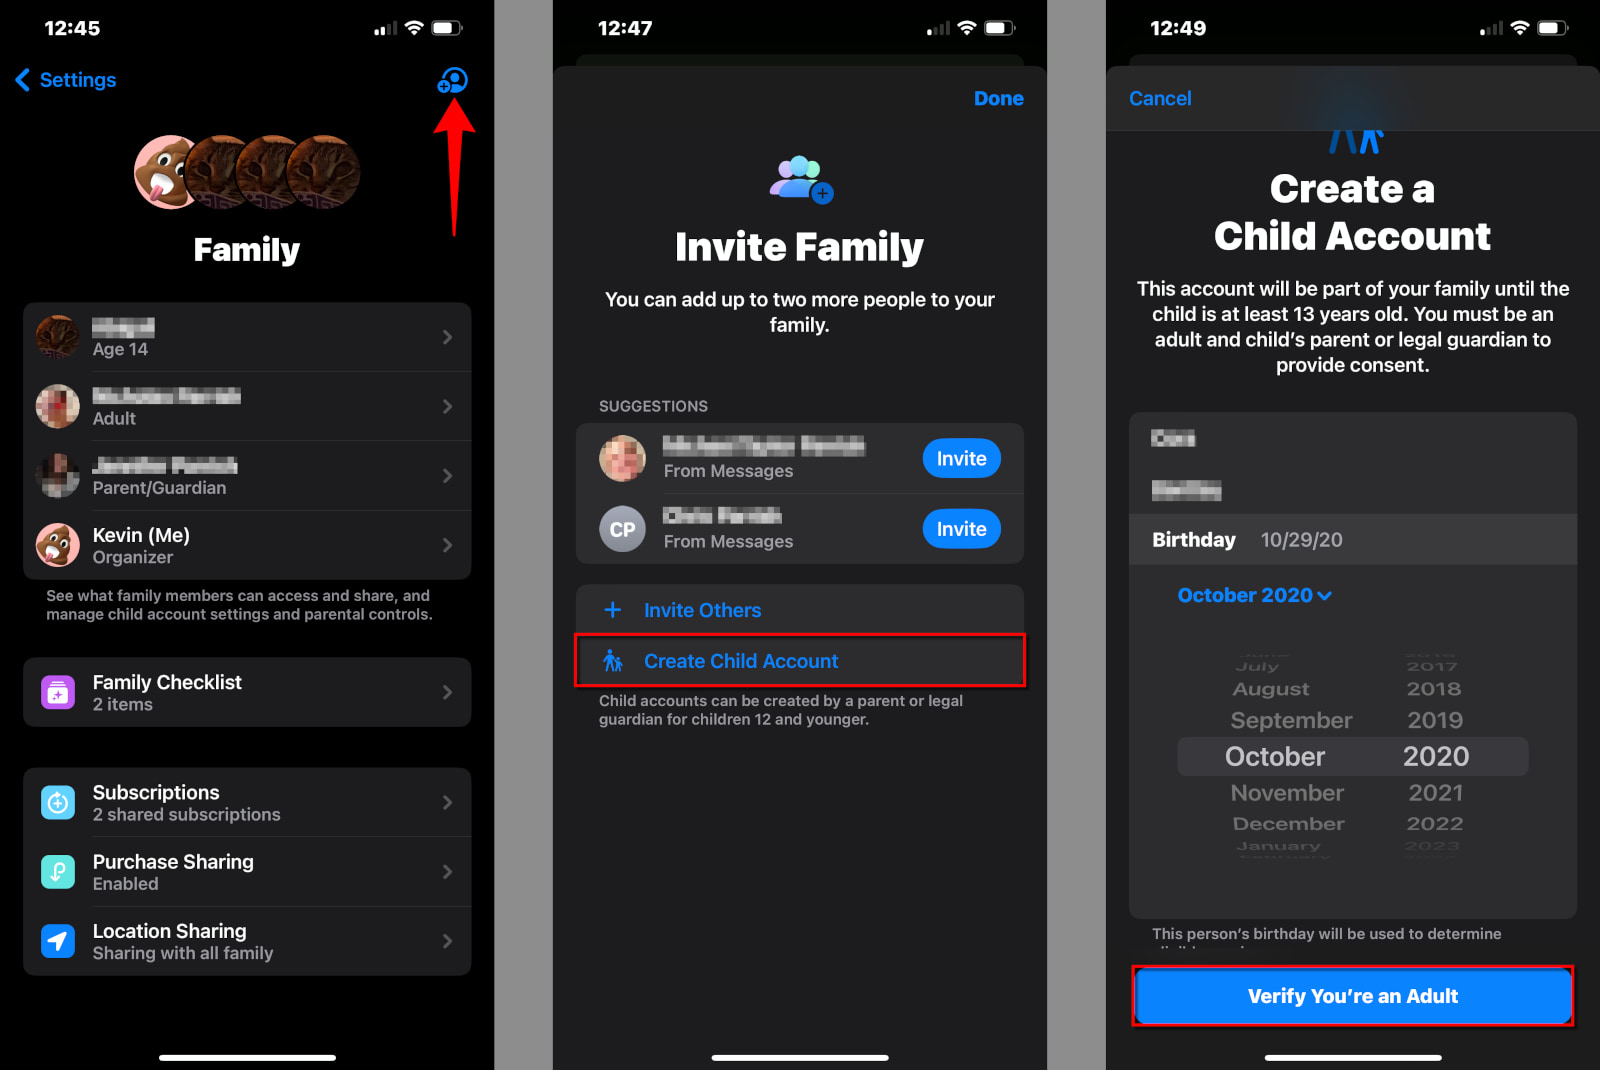 12:45
Settings
Family
Age 14
Adult
Parent/Guardian
Kevin (Me)
Organizer
See what family members can access and share, and
manage child account settings and parental controls.
Family Checklist
2 items
Subscriptions
2 shared subscriptions
Purchase Sharing
Enabled
Location Sharing
Sharing with all family
12:47
Done
Invite Family
You can add up to two more people to your
family.
SUGGESTIONS
From Messages
Invite
CP
From Messages
Invite
Invite Others
Create Child Account
Child accounts can be created by a parent or legal
guardian for children 12 and younger.
12:49
Cancel
Create a
Child Account
This account will be part of your family until the
child is at least 13 years old. You must be an
adult and child's parent or legal guardian to
provide consent.
Birthday 10/29/20
October 2020
July 2017
August 2018
September 2019
October 2020
November 2021
December 2022
January 2023
This person's birthday will be used to determine
Verify You're an Adult